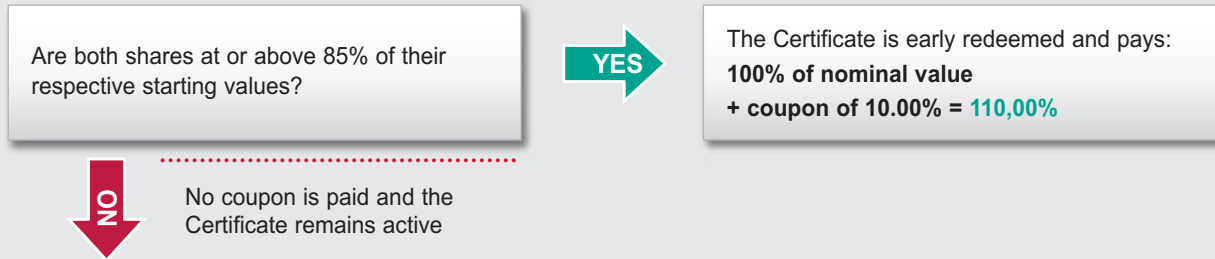 Are both shares at or above 85% of their
respective starting values?
YES
The Certificate is early redeemed and pays:
100% of nominal value
+ coupon of 10.00% = 110,00%
NO
No coupon is paid and the
Certificate remains active